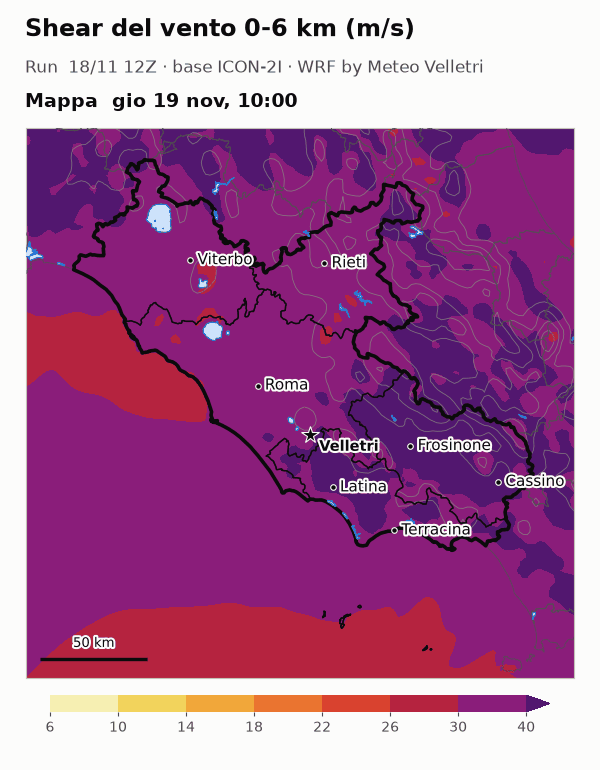 Shear del vento 0-6 km (m/s)
Run  18/11 12Z · base ICON-2I · WRF by Meteo Velletri
Mappa  gio 19 nov, 10:00
Viterbo
Rieti
Roma
Velletri
Frosinone
Cassino
Latina
Terracina
50 km
6 10 14 18 22 26 30 40